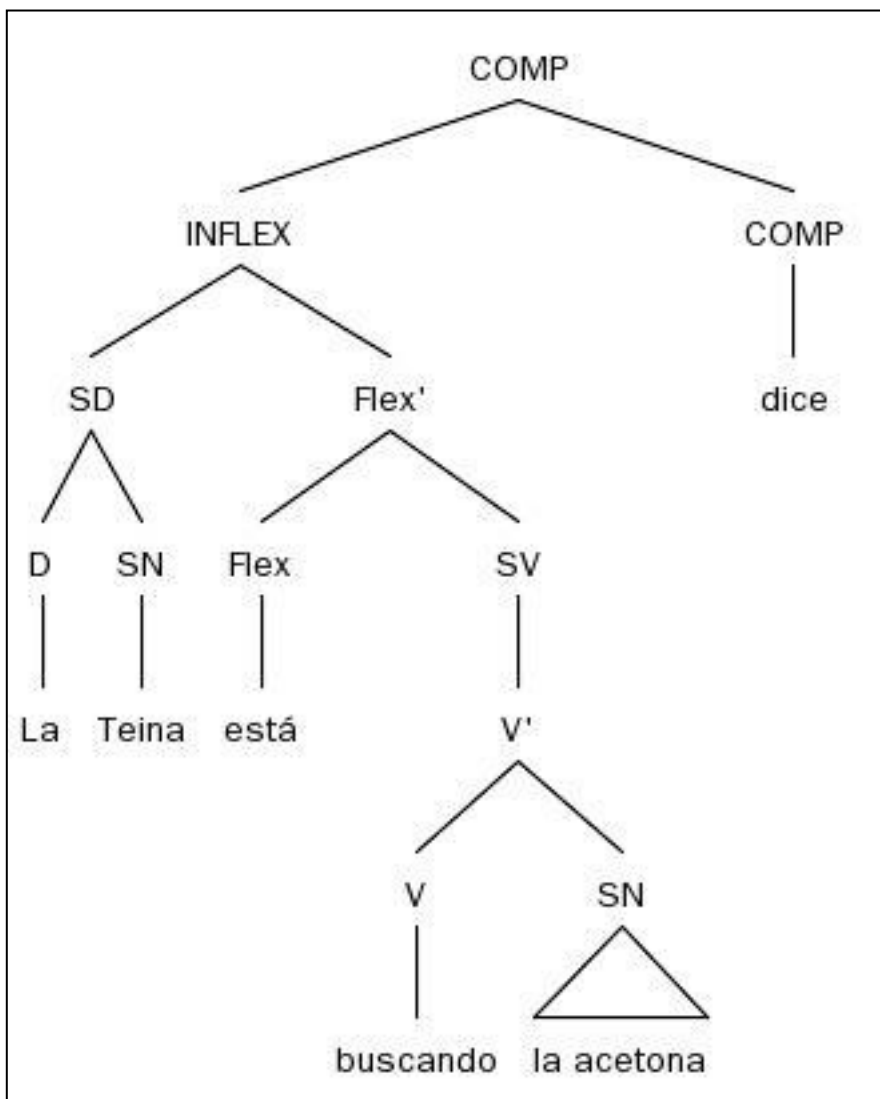 COMP
INFLEX COMP
SD Flex' dice
D SN Flex SV
La Teina está V'
V SN
buscando la acetona